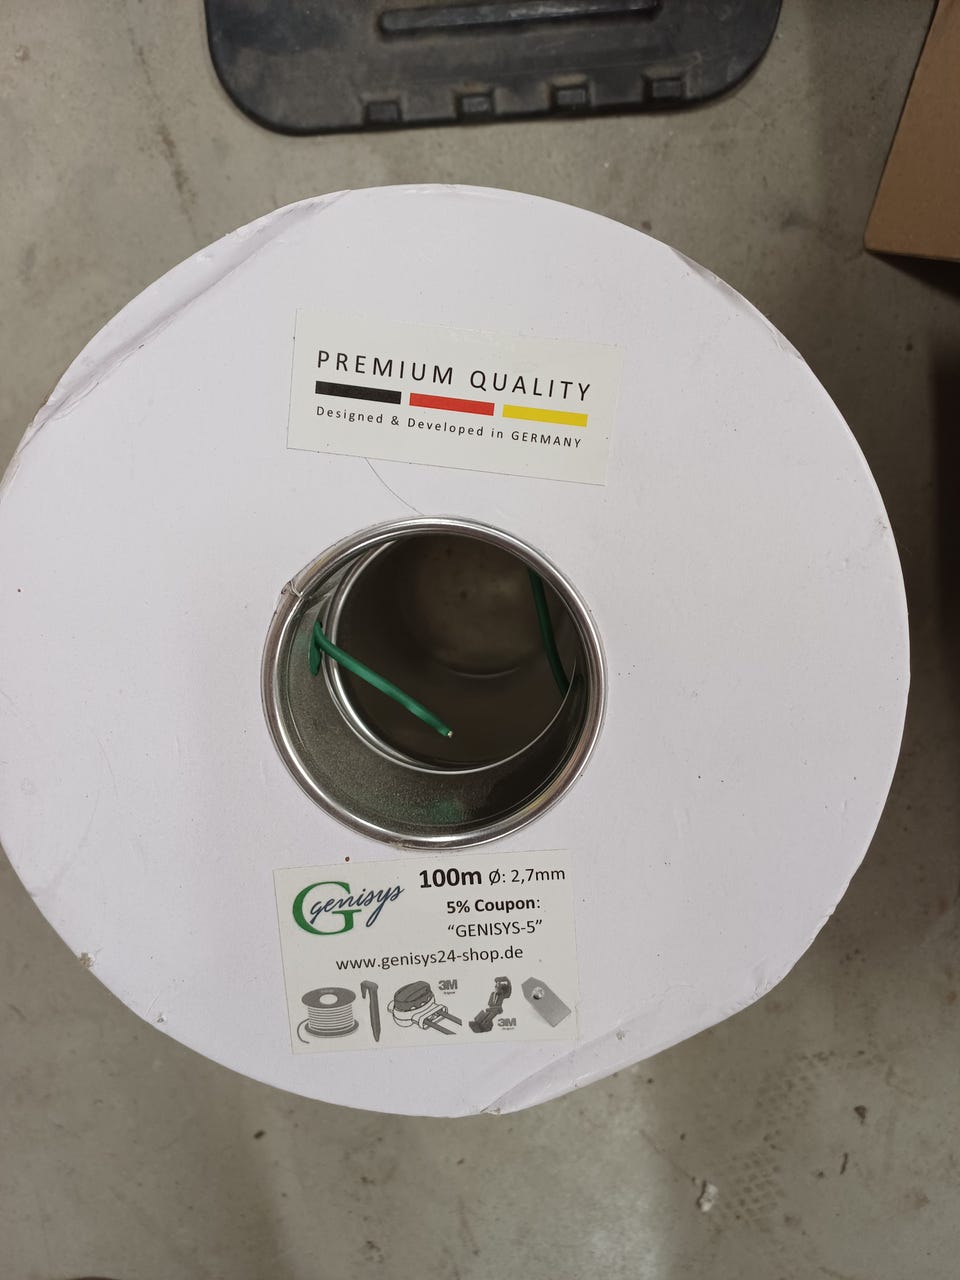 PREMIUM QUALITY
Designed & Developed in GERMANY
Genisys
100m Ø: 2,7mm
5% Coupon:
“GENISYS-5”
www.genisys24-shop.de
3M
3M